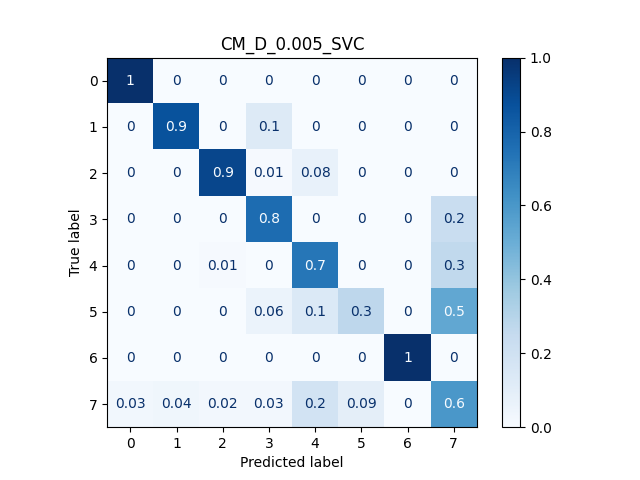 CM_D_0.005_SVC
0 1 0 0 0 0 0 0 0
1 0 0.9 0 0.1 0 0 0 0
2 0 0 0.9 0.01 0.08 0 0 0
3 0 0 0 0.8 0 0 0 0.2
4 0 0 0.01 0 0.7 0 0 0.3
5 0 0 0 0.06 0.1 0.3 0 0.5
6 0 0 0 0 0 0 1 0
7 0.03 0.04 0.02 0.03 0.2 0.09 0 0.6
0 1 2 3 4 5 6 7
True label
Predicted label
1.0
0.8
0.6
0.4
0.2
0.0